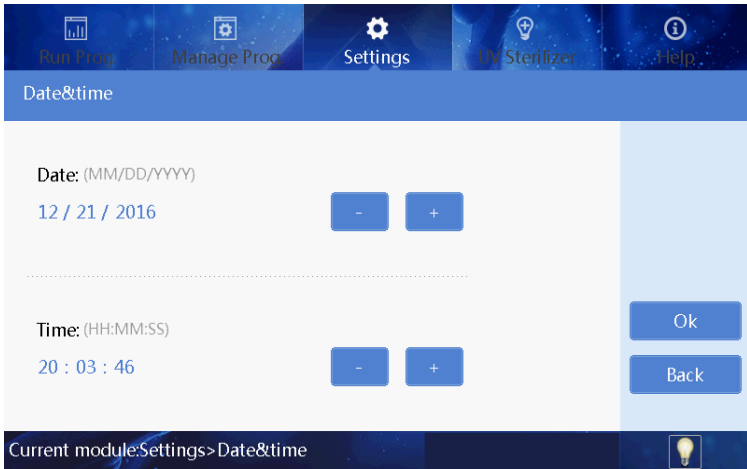 Run Prog. Manage Prog. Settings UV Sterilizer Help
Date&time
Date: (MM/DD/YYYY)
12 / 21 / 2016
- +
Time: (HH:MM:SS)
20 : 03 : 46
- +
Ok
Back
Current module:Settings>Date&time